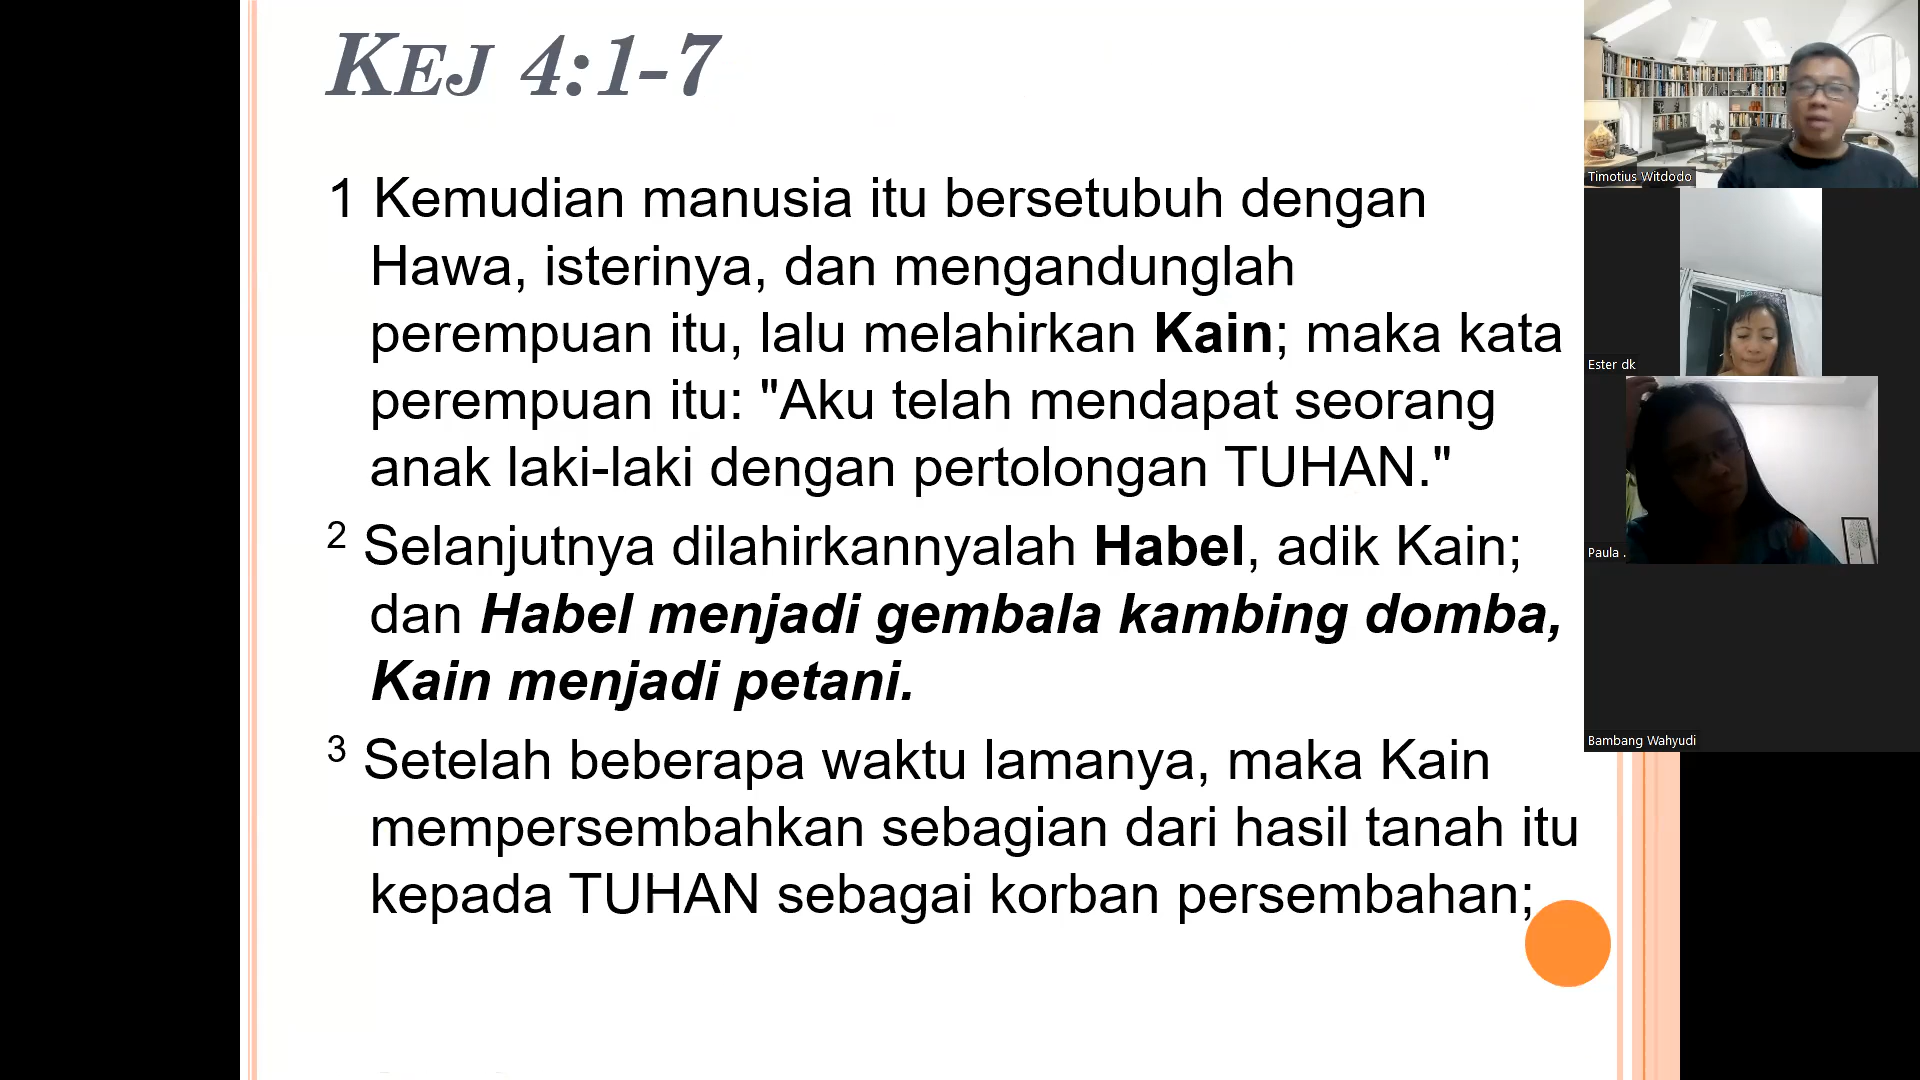 KEJ 4:1-7
1 Kemudian manusia itu bersetubuh dengan
Hawa, isterinya, dan mengandunglah
perempuan itu, lalu melahirkan Kain; maka kata
perempuan itu: "Aku telah mendapat seorang
anak laki-laki dengan pertolongan TUHAN."
2 Selanjutnya dilahirkannyalah Habel, adik Kain;
dan Habel menjadi gembala kambing domba,
Kain menjadi petani.
3 Setelah beberapa waktu lamanya, maka Kain
mempersembahkan sebagian dari hasil tanah itu
kepada TUHAN sebagai korban persembahan;
Timotius Witdodo
Ester dk
Paula .
Bambang Wahyudi